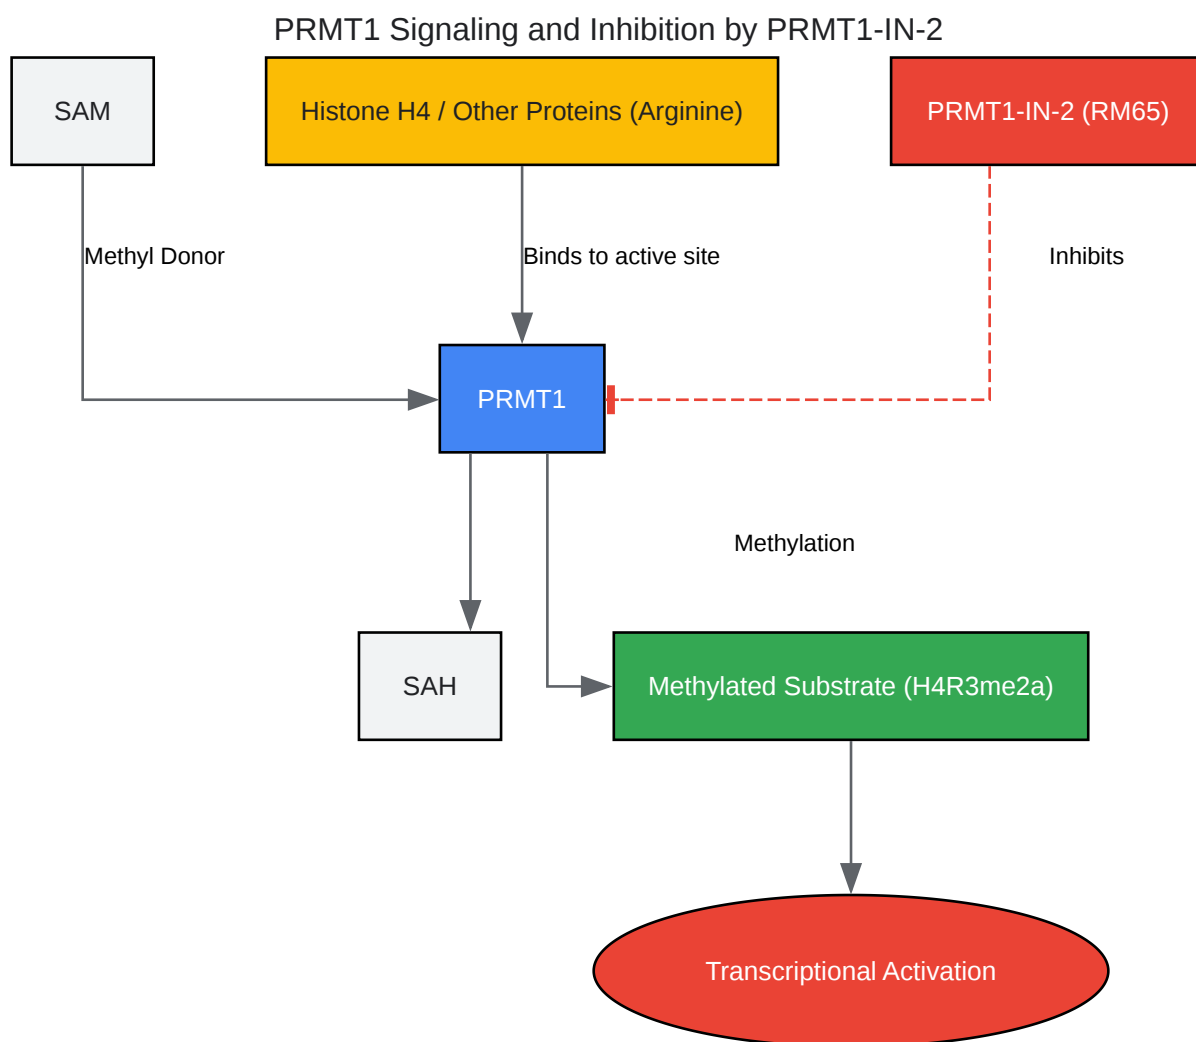 PRMT1 Signaling and Inhibition by PRMT1-IN-2
SAM
Histone H4 / Other Proteins (Arginine)
PRMT1-IN-2 (RM65)
Methyl Donor
Binds to active site
Inhibits
PRMT1
Methylation
SAH
Methylated Substrate (H4R3me2a)
Transcriptional Activation